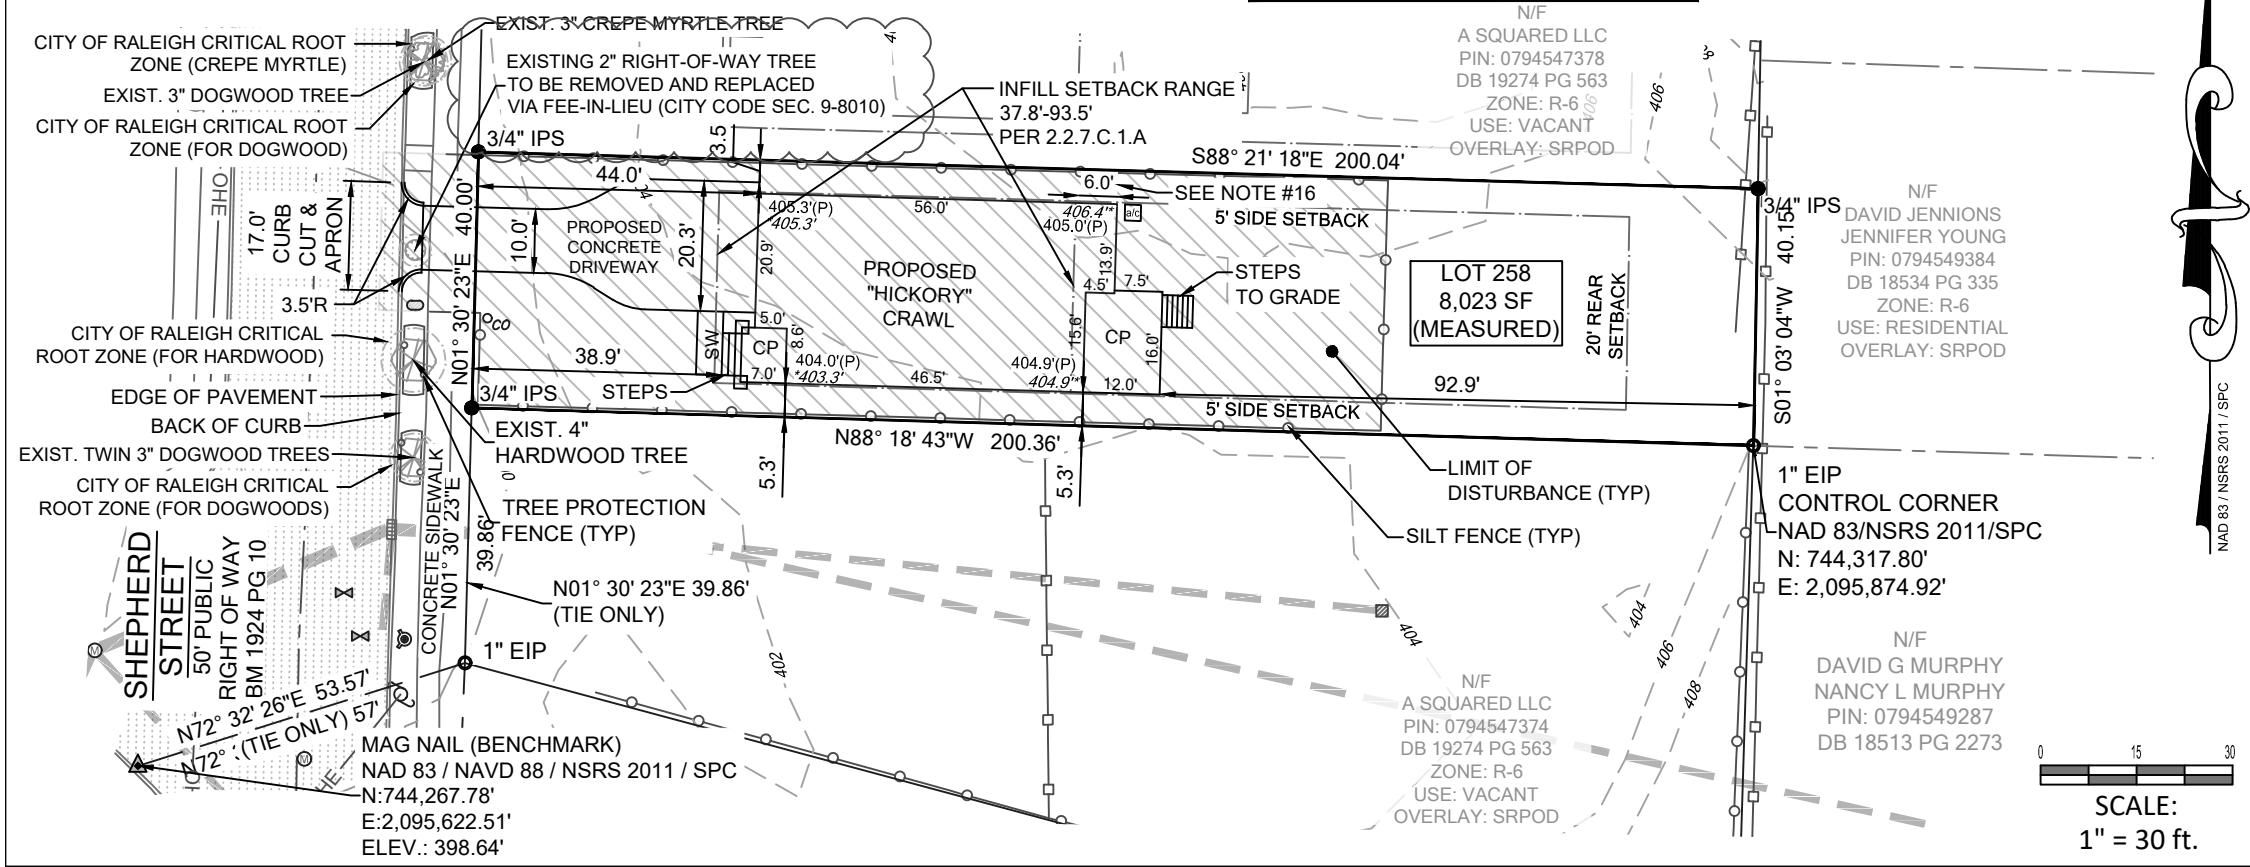 EXIST. 3" CREPE MYRTLE TREE
CITY OF RALEIGH CRITICAL ROOT
ZONE (CREPE MYRTLE)
EXIST. 3" DOGWOOD TREE
CITY OF RALEIGH CRITICAL ROOT
ZONE (FOR DOGWOOD)
EXISTING 2" RIGHT-OF-WAY TREE
TO BE REMOVED AND REPLACED
VIA FEE-IN-LIEU (CITY CODE SEC. 9-8010)
INFILL SETBACK RANGE
37.8'-93.5'
PER 2.2.7.C.1.A
N/F
A SQUARED LLC
PIN: 0794547378
DB 19274 PG 563
ZONE: R-6
USE: VACANT
OVERLAY: SRPOD
406
406
3/4" IPS
3.5
S88° 21' 18"E 200.04'
44.0'
6.0'
SEE NOTE #16
5' SIDE SETBACK
3/4" IPS
40.15'
S01° 03' 04"W
N/F
DAVID JENNIONS
JENNIFER YOUNG
PIN: 0794549384
DB 18534 PG 335
ZONE: R-6
USE: RESIDENTIAL
OVERLAY: SRPOD
OHE
17.0'
CURB
CUT &
APRON
3.5'R
N01° 30' 23"E 40.00'
10.0'
PROPOSED
CONCRETE
DRIVEWAY
20.3'
405.3'(P)
*405.3'
56.0'
406.4'*
405.0'(P)
a/c
20.9'
PROPOSED
"HICKORY"
CRAWL
13.9'
4.5'
7.5'
STEPS
TO GRADE
LOT 258
8,023 SF
(MEASURED)
20' REAR
SETBACK
CO
CITY OF RALEIGH CRITICAL
ROOT ZONE (FOR HARDWOOD)
38.9'
SW
5.0'
CP
8.6'
7.0'
404.0'(P)
*403.3'
46.5'
404.9'(P)
404.9'*
15.6'
CP
16.0'
12.0'
92.9'
STEPS
3/4" IPS
EDGE OF PAVEMENT
BACK OF CURB
EXIST. TWIN 3" DOGWOOD TREES
CITY OF RALEIGH CRITICAL
ROOT ZONE (FOR DOGWOODS)
EXIST. 4"
HARDWOOD TREE
5' SIDE SETBACK
N88° 18' 43"W 200.36'
5.3'
5.3'
LIMIT OF
DISTURBANCE (TYP)
SILT FENCE (TYP)
1" EIP
CONTROL CORNER
NAD 83/NSRS 2011/SPC
N: 744,317.80'
E: 2,095,874.92'
NAD 83 / NSRS 2011 / SPC
TREE PROTECTION
FENCE (TYP)
CONCRETE SIDEWALK
N01° 30' 23"E
39.86'
N01° 30' 23"E 39.86'
(TIE ONLY)
1" EIP
SHEPHERD
STREET
50' PUBLIC
RIGHT OF WAY
BM 1924 PG 10
M
N72° 32' 26"E 53.57'
(TIE ONLY) 57'
N72°
M
HE
MAG NAIL (BENCHMARK)
NAD 83 / NAVD 88 / NSRS 2011 / SPC
N:744,267.78'
E:2,095,622.51'
ELEV.: 398.64'
402
404
404
406
408
N/F
A SQUARED LLC
PIN: 0794547374
DB 19274 PG 563
ZONE: R-6
USE: VACANT
OVERLAY: SRPOD
N/F
DAVID G MURPHY
NANCY L MURPHY
PIN: 0794549287
DB 18513 PG 2273
0 15 30
SCALE:
1" = 30 ft.